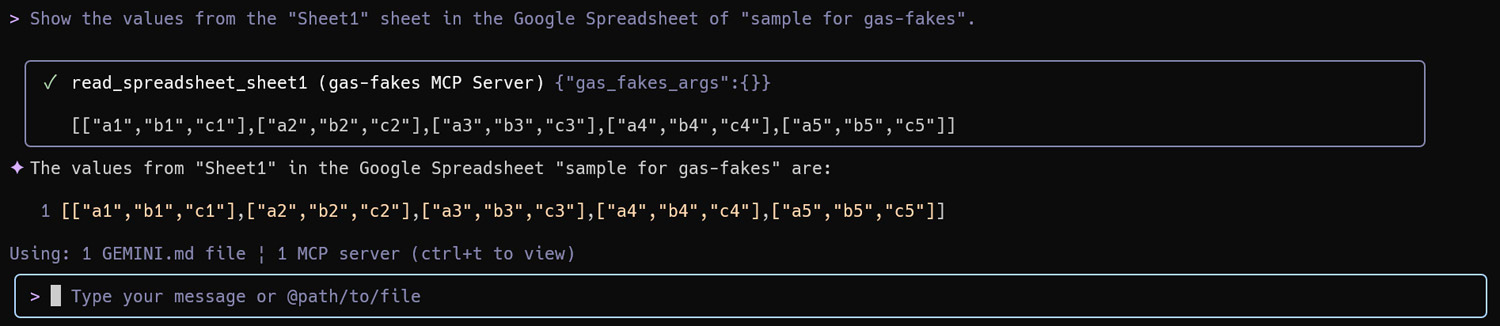 > Show the values from the "Sheet1" sheet in the Google Spreadsheet of "sample for gas-fakes".
✓ read_spreadsheet_sheet1 (gas-fakes MCP Server) {"gas_fakes_args":{}}
[["a1","b1","c1"],["a2","b2","c2"],["a3","b3","c3"],["a4","b4","c4"],["a5","b5","c5"]]
✦ The values from "Sheet1" in the Google Spreadsheet "sample for gas-fakes" are:
1 [["a1","b1","c1"],["a2","b2","c2"],["a3","b3","c3"],["a4","b4","c4"],["a5","b5","c5"]]
Using: 1 GEMINI.md file ¦ 1 MCP server (ctrl+t to view)
> Type your message or @path/to/file